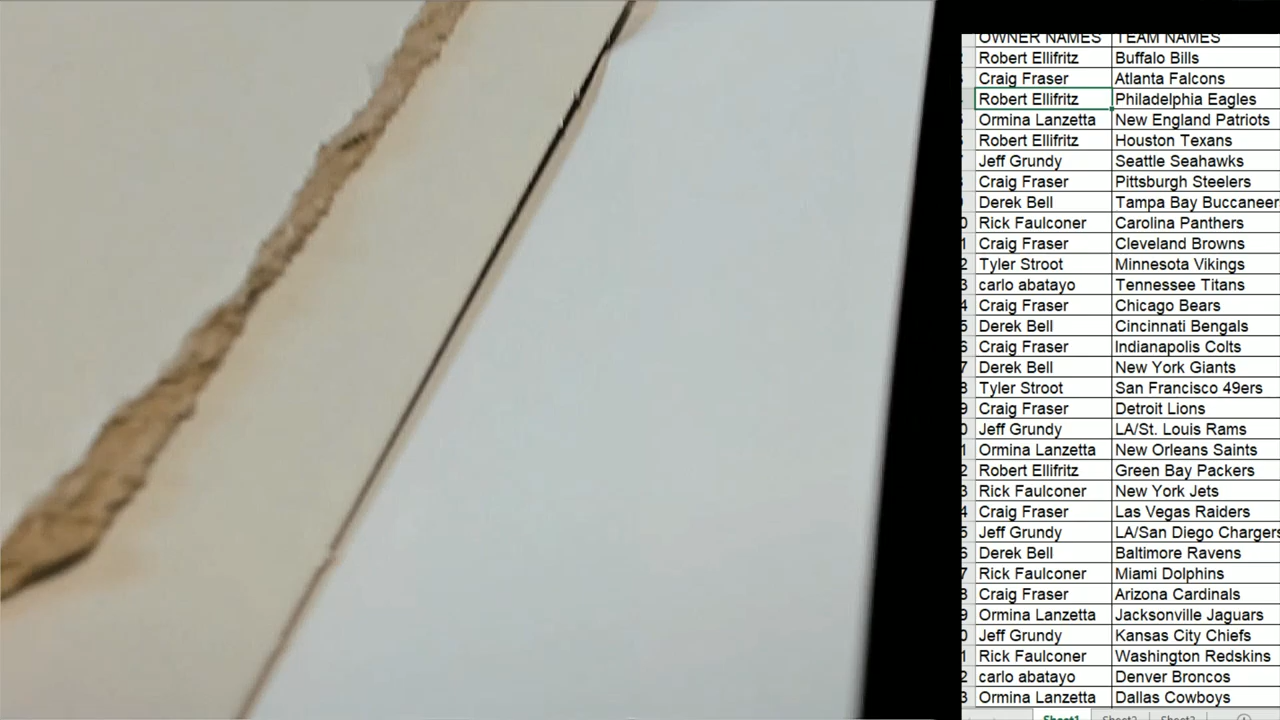 OWNER NAMES TEAM NAMES
Robert Ellifritz Buffalo Bills
Craig Fraser Atlanta Falcons
Robert Ellifritz Philadelphia Eagles
Ormina Lanzetta New England Patriots
Robert Ellifritz Houston Texans
Jeff Grundy Seattle Seahawks
Craig Fraser Pittsburgh Steelers
Derek Bell Tampa Bay Buccaneer
Rick Faulconer Carolina Panthers
Craig Fraser Cleveland Browns
Tyler Stroot Minnesota Vikings
carlo abatayo Tennessee Titans
Craig Fraser Chicago Bears
Derek Bell Cincinnati Bengals
Craig Fraser Indianapolis Colts
Derek Bell New York Giants
Tyler Stroot San Francisco 49ers
Craig Fraser Detroit Lions
Jeff Grundy LA/St. Louis Rams
Ormina Lanzetta New Orleans Saints
Robert Ellifritz Green Bay Packers
Rick Faulconer New York Jets
Craig Fraser Las Vegas Raiders
Jeff Grundy LA/San Diego Chargers
Derek Bell Baltimore Ravens
Rick Faulconer Miami Dolphins
Craig Fraser Arizona Cardinals
Ormina Lanzetta Jacksonville Jaguars
Jeff Grundy Kansas City Chiefs
Rick Faulconer Washington Redskins
carlo abatayo Denver Broncos
Ormina Lanzetta Dallas Cowboys
Sheet1 Sheet2 Sheet3